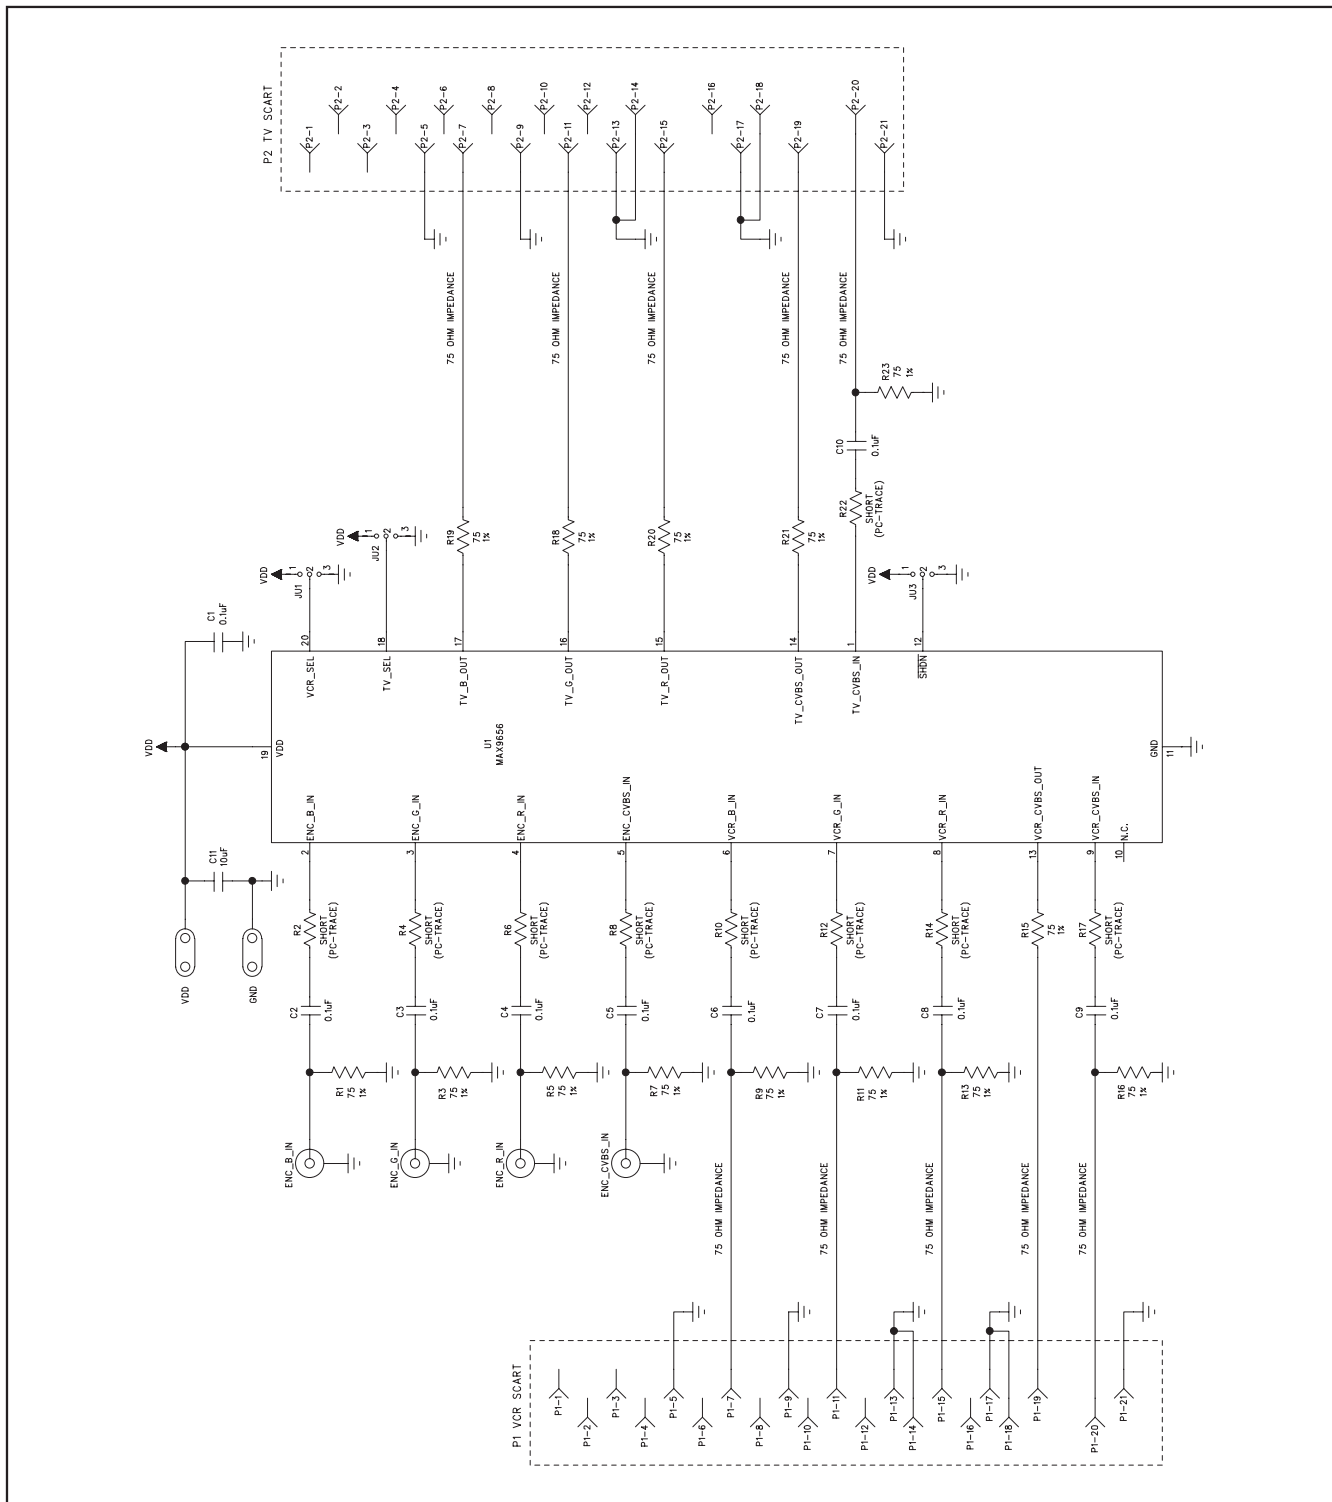 P2 TV SCART
P2-1
P2-2
P2-3
P2-4
P2-5
P2-6
P2-7
P2-8
P2-9
P2-10
P2-11
P2-12
P2-13
P2-14
P2-15
P2-16
P2-17
P2-18
P2-19
P2-20
P2-21
75 OHM IMPEDANCE
75 OHM IMPEDANCE
75 OHM IMPEDANCE
75 OHM IMPEDANCE
75 OHM IMPEDANCE
R23
75
1%
C10
0.1uF
R22
SHORT
(PC-TRACE)
R19
75
1%
R18
75
1%
R20
75
1%
R21
75
1%
VDD
JU1
1
2
3
VDD
JU2
1
2
3
VDD
JU3
1
2
3
C1
0.1uF
VDD
19
VDD
20
VCR_SEL
18
TV_SEL
17
TV_B_OUT
16
TV_G_OUT
15
TV_R_OUT
14
TV_CVBS_OUT
1
TV_CVBS_IN
12
SHDN
U1
MAX9656
GND
11
ENC_B_IN
2
ENC_G_IN
3
ENC_R_IN
4
ENC_CVBS_IN
5
VCR_B_IN
6
VCR_G_IN
7
VCR_R_IN
8
VCR_CVBS_OUT
13
VCR_CVBS_IN
9
N.C.
10
C11
10uF
VDD
GND
R2
SHORT
(PC-TRACE)
R4
SHORT
(PC-TRACE)
R6
SHORT
(PC-TRACE)
R8
SHORT
(PC-TRACE)
R10
SHORT
(PC-TRACE)
R12
SHORT
(PC-TRACE)
R14
SHORT
(PC-TRACE)
R15
75
1%
R17
SHORT
(PC-TRACE)
C2
0.1uF
C3
0.1uF
C4
0.1uF
C5
0.1uF
C6
0.1uF
C7
0.1uF
C8
0.1uF
C9
0.1uF
R1
75
1%
R3
75
1%
R5
75
1%
R7
75
1%
R9
75
1%
R11
75
1%
R13
75
1%
R16
75
1%
ENC_B_IN
ENC_G_IN
ENC_R_IN
ENC_CVBS_IN
75 OHM IMPEDANCE
75 OHM IMPEDANCE
75 OHM IMPEDANCE
75 OHM IMPEDANCE
75 OHM IMPEDANCE
P1 VCR SCART
P1-1
P1-2
P1-3
P1-4
P1-5
P1-6
P1-7
P1-8
P1-9
P1-10
P1-11
P1-12
P1-13
P1-14
P1-15
P1-16
P1-17
P1-18
P1-19
P1-20
P1-21